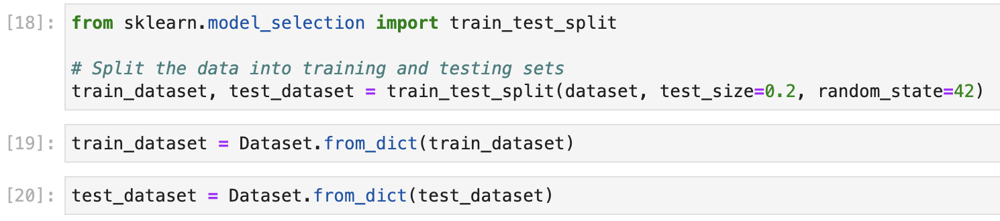 [18]: from sklearn.model_selection import train_test_split
# Split the data into training and testing sets
train_dataset, test_dataset = train_test_split(dataset, test_size=0.2, random_state=42)
[19]: train_dataset = Dataset.from_dict(train_dataset)
[20]: test_dataset = Dataset.from_dict(test_dataset)